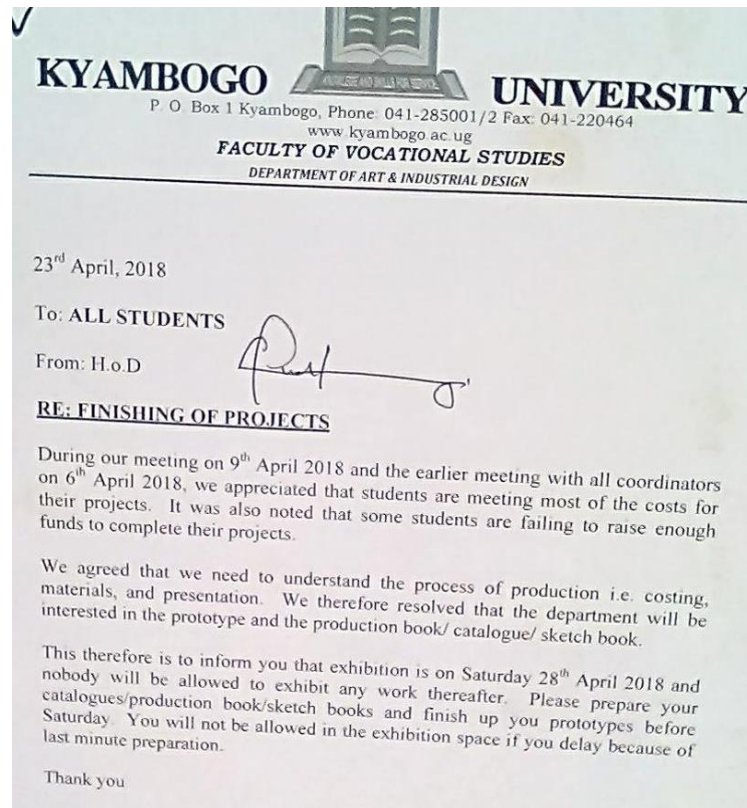 KYAMBOGO UNIVERSITY
P. O. Box 1 Kyambogo, Phone: 041-285001/2 Fax: 041-220464
www.kyambogo.ac.ug
FACULTY OF VOCATIONAL STUDIES
DEPARTMENT OF ART & INDUSTRIAL DESIGN
23rd April, 2018
To: ALL STUDENTS
From: H.o.D
RE: FINISHING OF PROJECTS
During our meeting on 9th April 2018 and the earlier meeting with all coordinators
on 6th April 2018, we appreciated that students are meeting most of the costs for
their projects. It was also noted that some students are failing to raise enough
funds to complete their projects.
We agreed that we need to understand the process of production i.e. costing,
materials, and presentation. We therefore resolved that the department will be
interested in the prototype and the production book/ catalogue/ sketch book.
This therefore is to inform you that exhibition is on Saturday 28th April 2018 and
nobody will be allowed to exhibit any work thereafter. Please prepare your
catalogues/production book/sketch books and finish up you prototypes before
Saturday. You will not be allowed in the exhibition space if you delay because of
last minute preparation.
Thank you